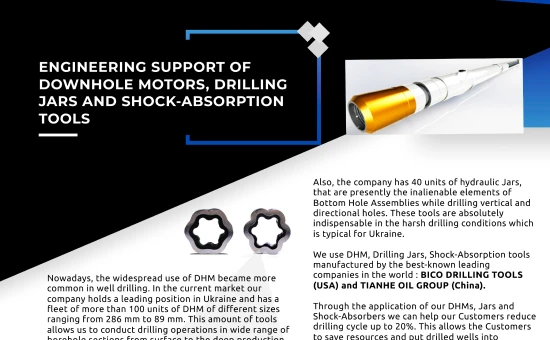 ENGINEERING SUPPORT OF
DOWNHOLE MOTORS, DRILLING
JARS AND SHOCK-ABSORPTION
TOOLS
Nowadays, the widespread use of DHM became more
common in well drilling. In the current market our
company holds a leading position in Ukraine and has a
fleet of more than 100 units of DHM of different sizes
ranging from 286 mm to 89 mm. This amount of tools
allows us to conduct drilling operations in wide range of
borehole sections from surface to the deep production
Also, the company has 40 units of hydraulic Jars,
that are presently the inalienable elements of
Bottom Hole Assemblies while drilling vertical and
directional holes. These tools are absolutely
indispensable in the harsh drilling conditions which
is typical for Ukraine.
We use DHM, Drilling Jars, Shock-Absorption tools
manufactured by the best-known leading
companies in the world : BICO DRILLING TOOLS
(USA) and TIANHE OIL GROUP (China).
Through the application of our DHMs, Jars and
Shock-Absorbers we can help our Customers reduce
drilling cycle up to 20%. This allows the Customers
to save resources and put drilled wells into